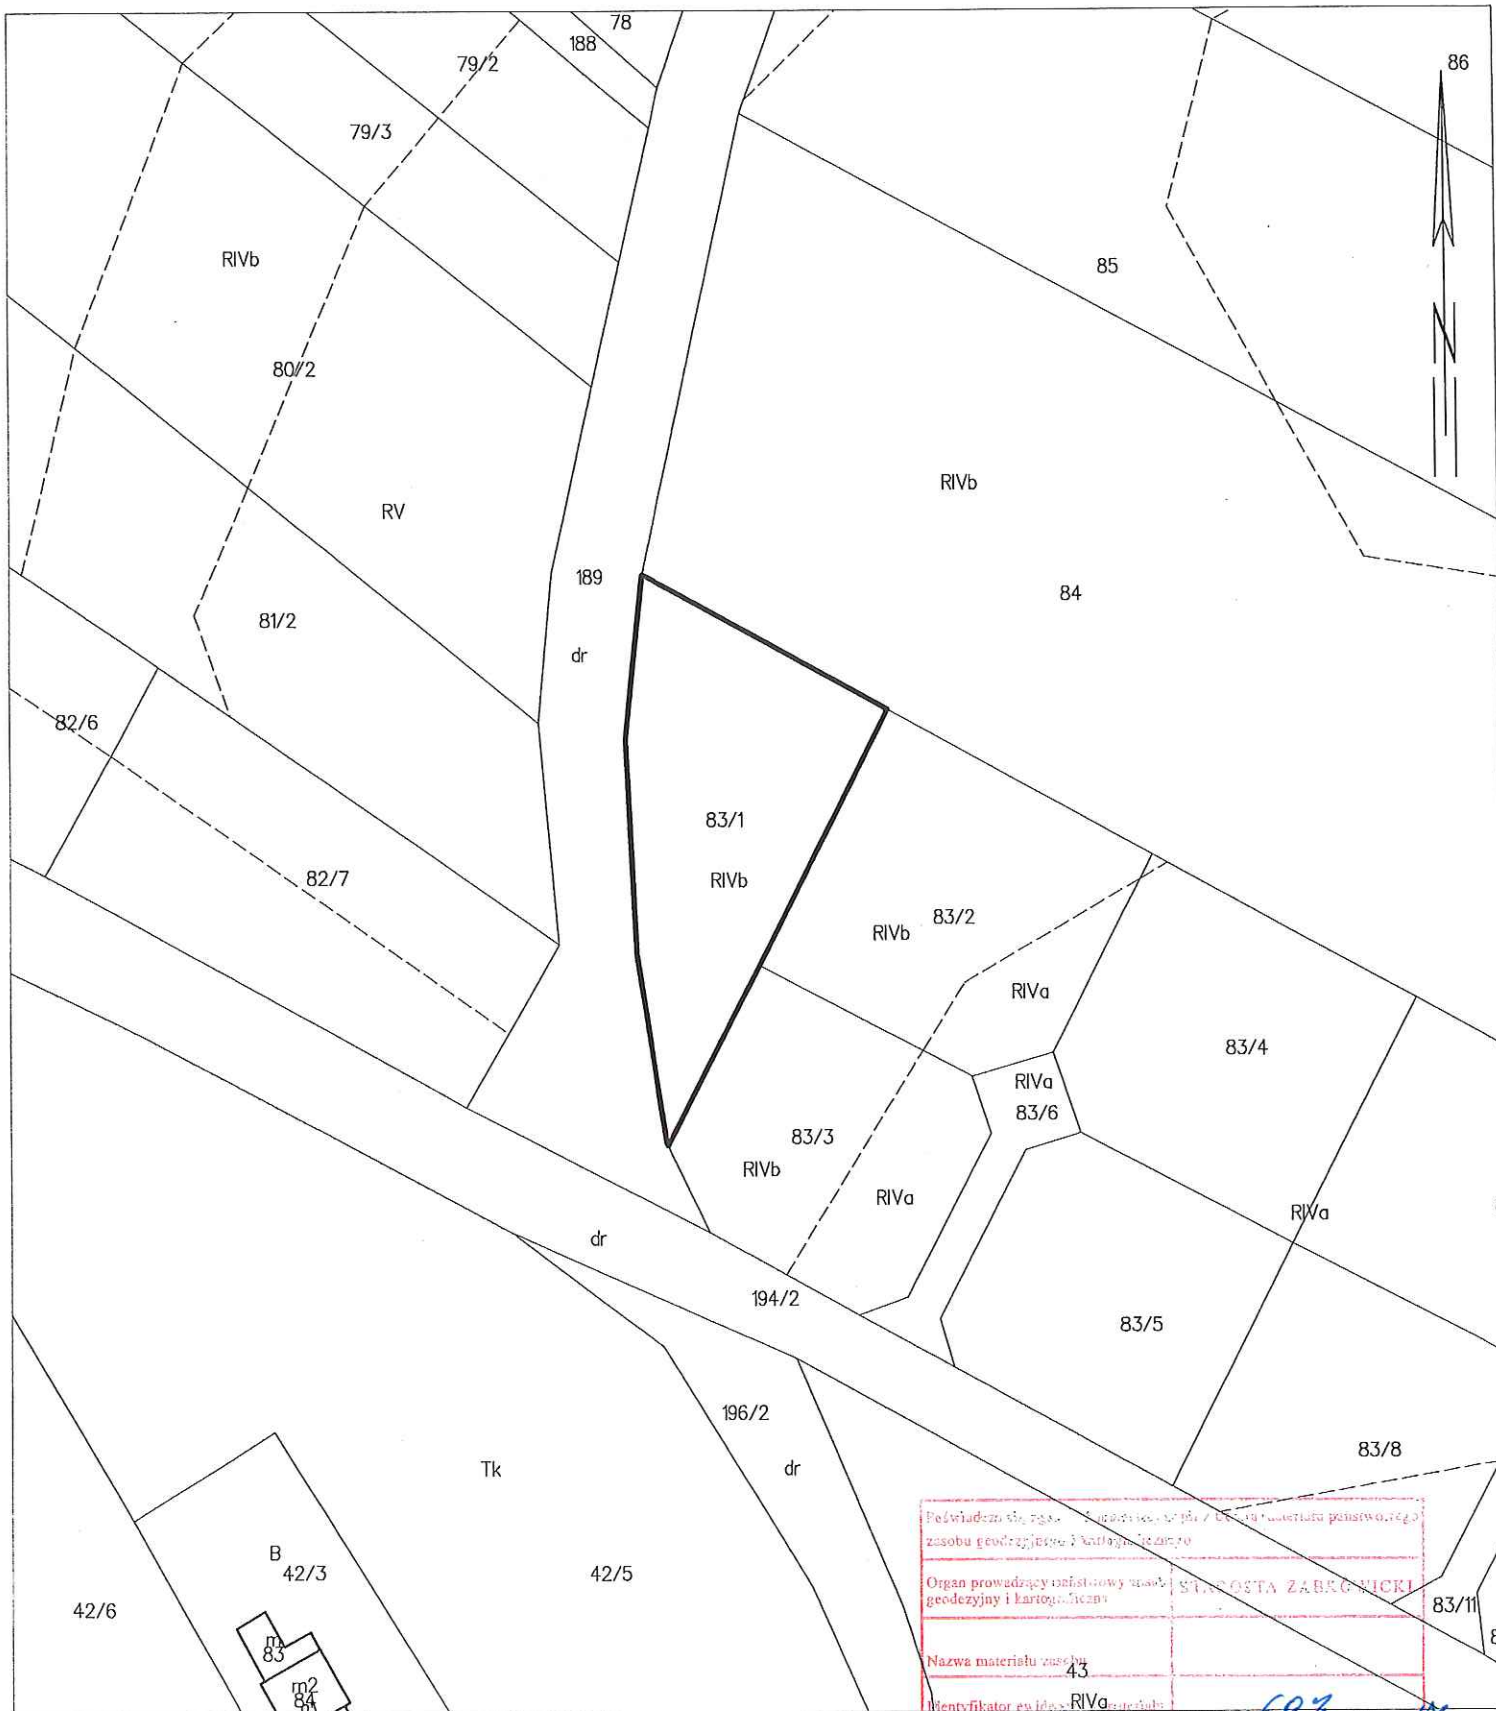 78
188
86
79/2
79/3
RIVb
85
80/2
N
RIVb
RV
189
84
81/2
dr
82/6
83/1
82/7
RIVb
83/2
RIVb
RIVa
83/4
RIVa
83/6
83/3
RIVb
RIVa
RIVa
dr
194/2
83/5
196/2
83/8
Tk
dr
zasobu geodezyjnego i
B
42/3
42/5
Organ prowadzący państwowy
STAROSTA ZĄBKOWICKI
geodezyjny i kartograficzny
42/6
83/11
m
83
Nazwa materiału zasobu
43
m2
84
RIVa
Identyfikator